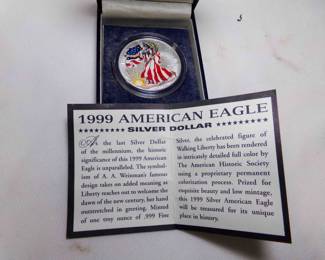 1999 AMERICAN EAGLE
SILVER DOLLAR
As the last Silver Dollar
of the millennium, the historic
significance of this 1999 American
Eagle is unparalleled. The symbol-
ism of A. A. Weinman's famous
design takes on added meaning as
Liberty reaches out to welcome the
dawn of the new century, her hand
outstretched in greeting. Minted
of one troy ounce of .999 Fine
Silver, the celebrated figure of
Walking Liberty has been rendered
in intricately detailed full color by
The American Historic Society
using a proprietary permanent
colorization process. Prized for
exquisite beauty and low mintage,
this 1999 Silver American Eagle
will be treasured for its unique
place in history.